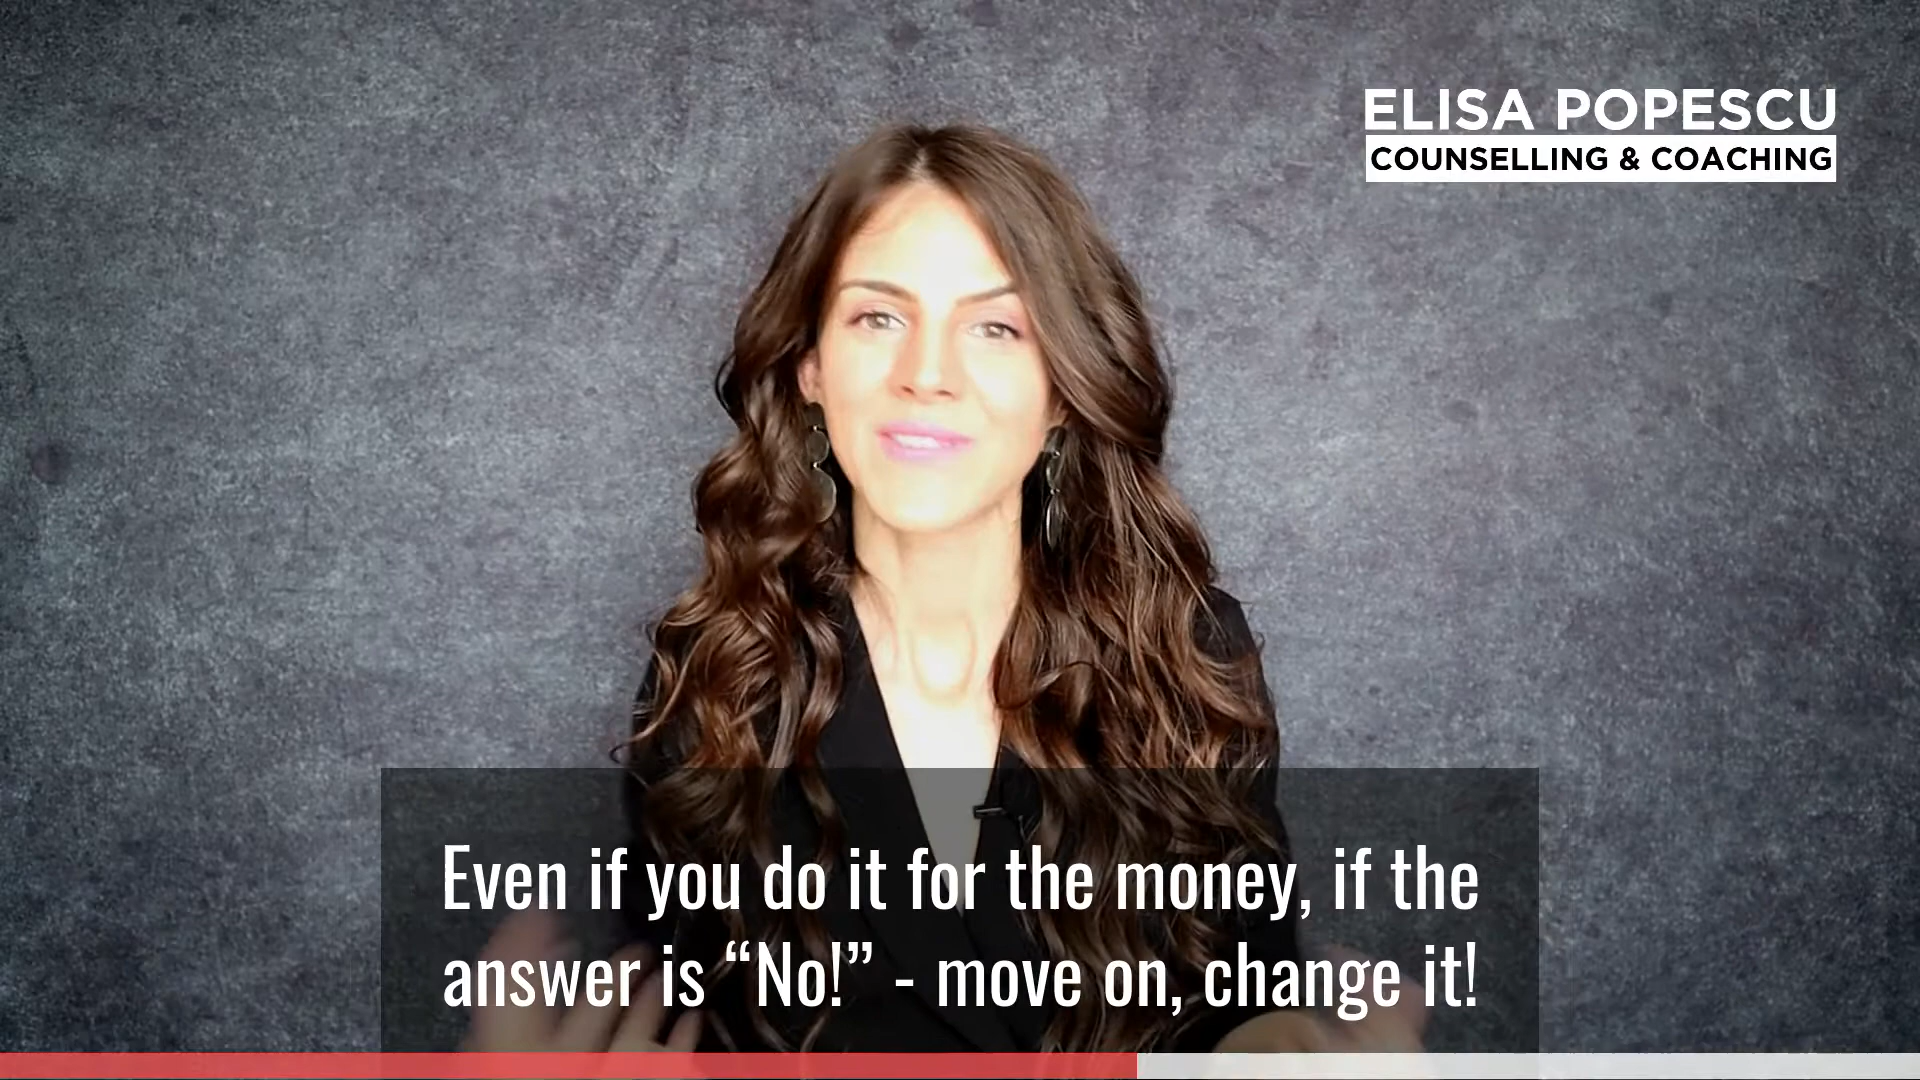 ELISA POPESCU
COUNSELLING & COACHING
Even if you do it for the money, if the
answer is “No!” - move on, change it!